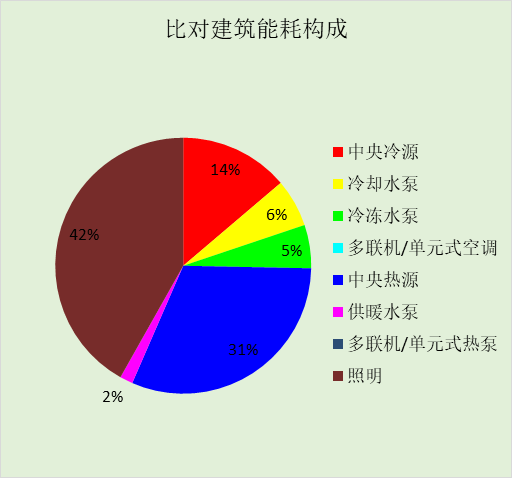 比对建筑能耗构成
14%
6%
5%
31%
2%
42%
中央冷源
冷却水泵
冷冻水泵
多联机/单元式空调
中央热源
供暖水泵
多联机/单元式热泵
照明